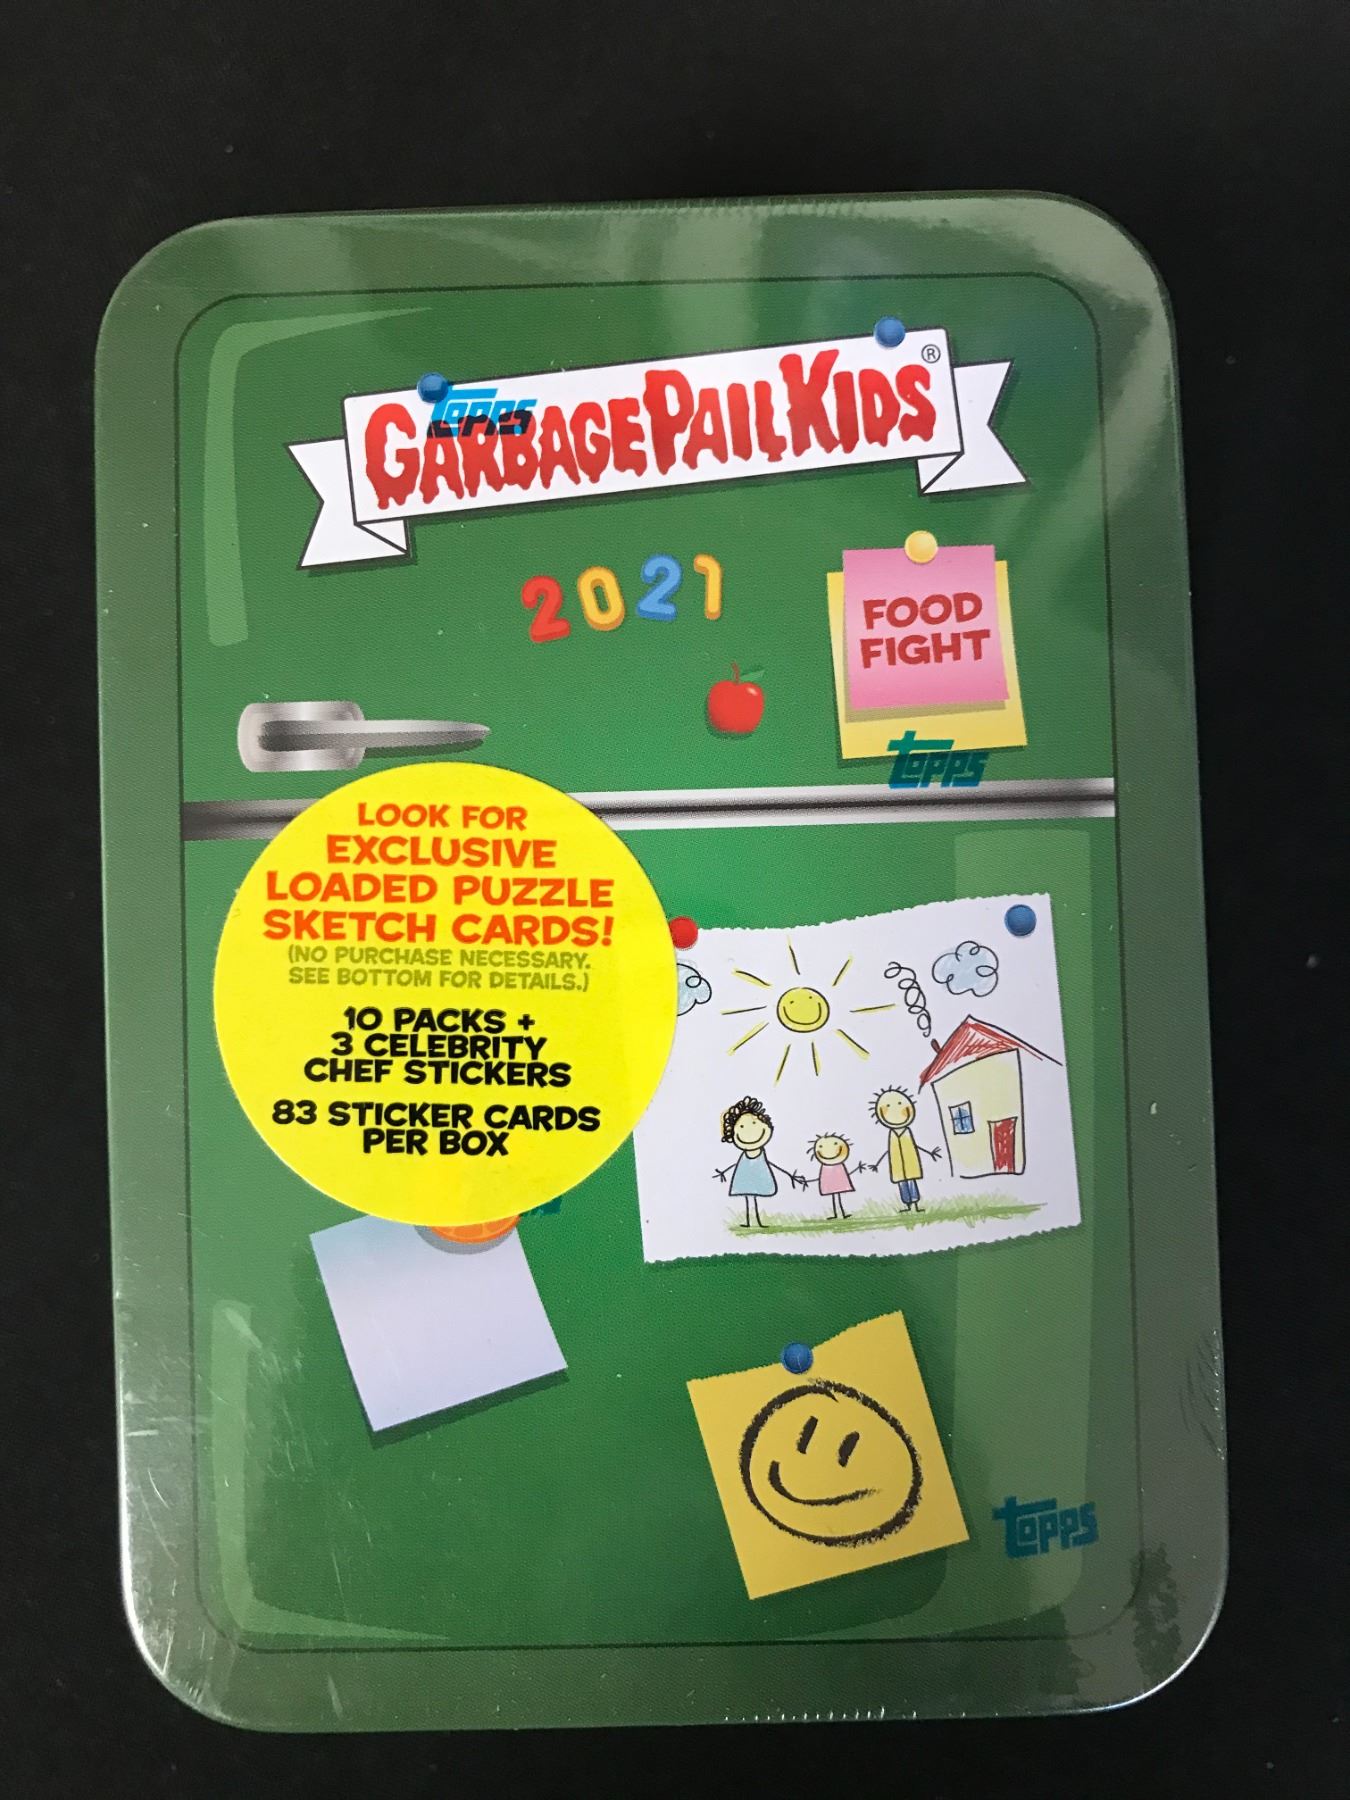 topps
GARBAGE PAIL KIDS®
2021
FOOD
FIGHT
topps
LOOK FOR
EXCLUSIVE
LOADED PUZZLE
SKETCH CARDS!
(NO PURCHASE NECESSARY.
SEE BOTTOM FOR DETAILS.)
10 PACKS +
3 CELEBRITY
CHEF STICKERS
83 STICKER CARDS
PER BOX
topps